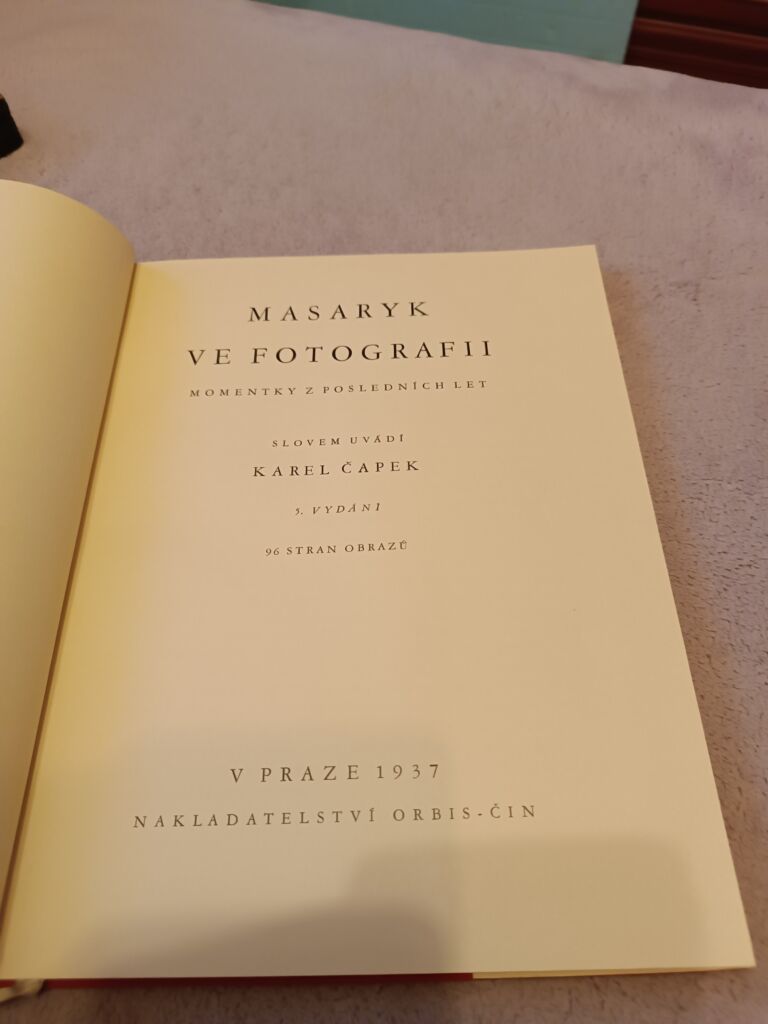 MASARYK
VE FOTOGRAFII
MOMENTKY Z POSLEDNÍCH LET
SLOVEM UVÁDÍ
KAREL ČAPEK
5. VYDÁNÍ
96 STRAN OBRAZŮ
V PRAZE 1937
NAKLADATELSTVÍ ORBIS-ČIN